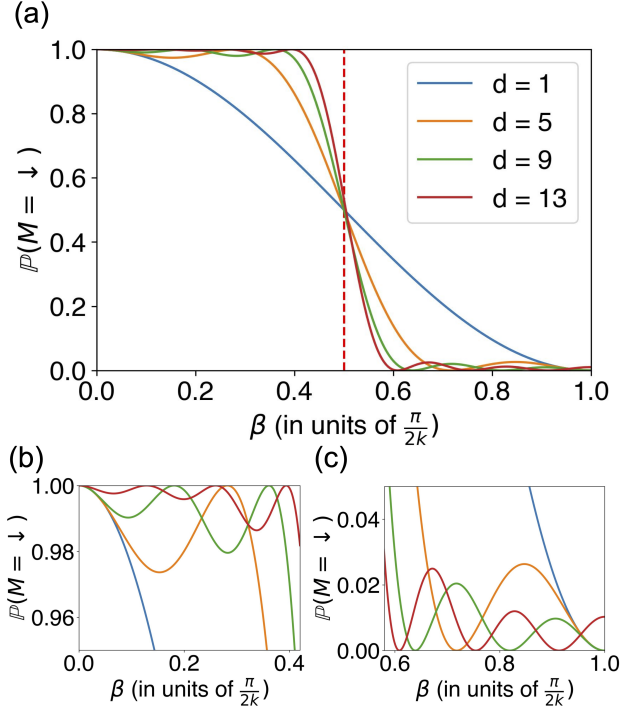 (a)
1.0
0.8
0.6
0.4
0.2
0.0
ℙ(M = ↓)
d = 1
d = 5
d = 9
d = 13
0.0 0.2 0.4 0.6 0.8 1.0
β (in units of π/2k)
(b)
1.00
0.98
0.96
ℙ(M = ↓)
0.0 0.2 0.4
β (in units of π/2k)
(c)
0.04
0.02
0.00
ℙ(M = ↓)
0.6 0.8 1.0
β (in units of π/2k)